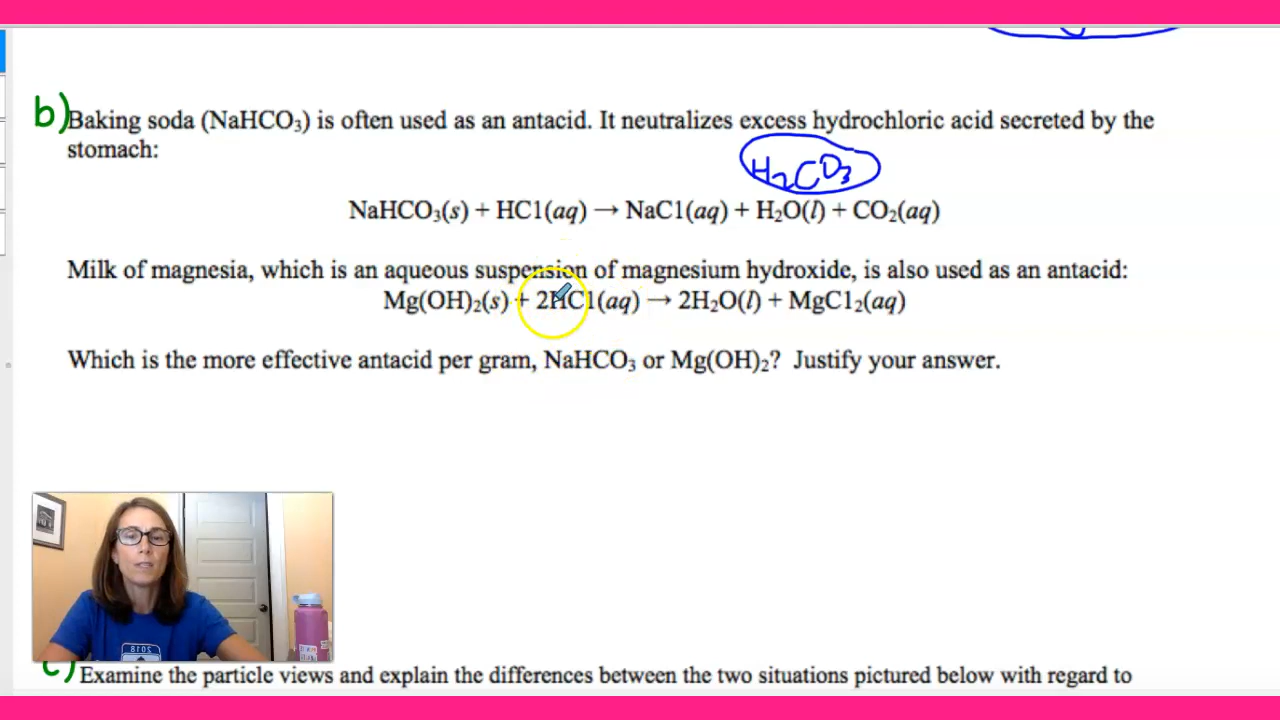 b) Baking soda (NaHCO₃) is often used as an antacid. It neutralizes excess hydrochloric acid secreted by the
stomach:
H₂CO₃
NaHCO₃(s) + HCl(aq) → NaCl(aq) + H₂O(l) + CO₂(aq)
Milk of magnesia, which is an aqueous suspension of magnesium hydroxide, is also used as an antacid:
Mg(OH)₂(s) + 2HCl(aq) → 2H₂O(l) + MgCl₂(aq)
Which is the more effective antacid per gram, NaHCO₃ or Mg(OH)₂? Justify your answer.
2018
c) Examine the particle views and explain the differences between the two situations pictured below with regard to